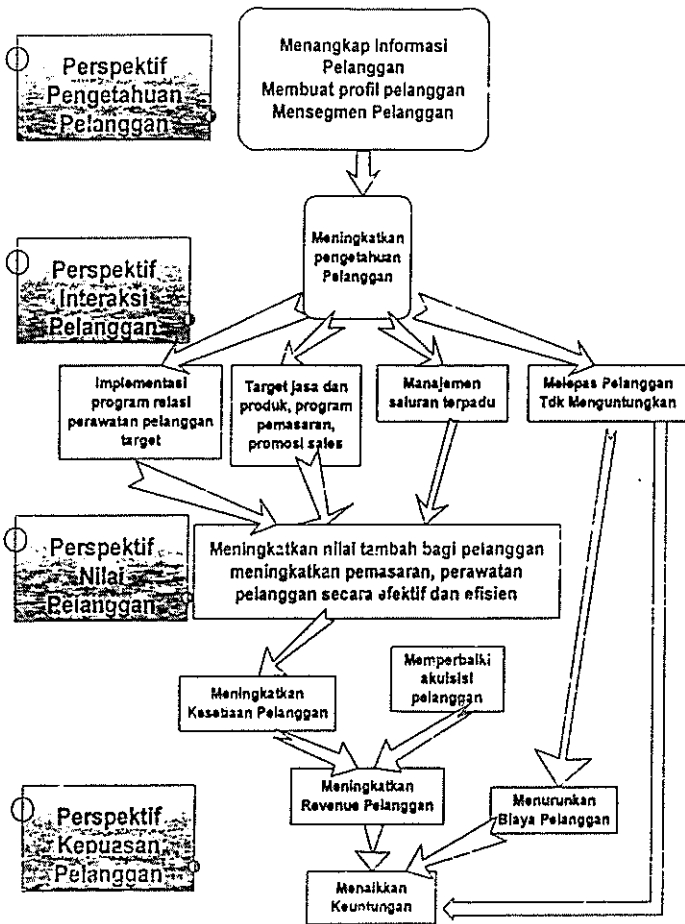 Perspektif
Pengetahuan
Pelanggan
Menangkap Informasi
Pelanggan
Membuat profil pelanggan
Mensegmen Pelanggan
Meningkatkan
pengetahuan
Pelanggan
Perspektif
Interaksi
Pelanggan
Implementasi
program relasi
perawatan pelanggan
target
Target jasa dan
produk, program
pemasaran,
promosi sales
Manajemen
saluran terpadu
Melepas Pelanggan
Tdk Menguntungkan
Perspektif
Nilai
Pelanggan
Meningkatkan nilai tambah bagi pelanggan
meningkatkan pemasaran, perawatan
pelanggan secara efektif dan efisien
Meningkatkan
Kesetiaan Pelanggan
Memperbaiki
akuisisi
pelanggan
Perspektif
Kepuasan
Pelanggan
Meningkatkan
Revenue Pelanggan
Menurunkan
Biaya Pelanggan
Menaikkan
Keuntungan